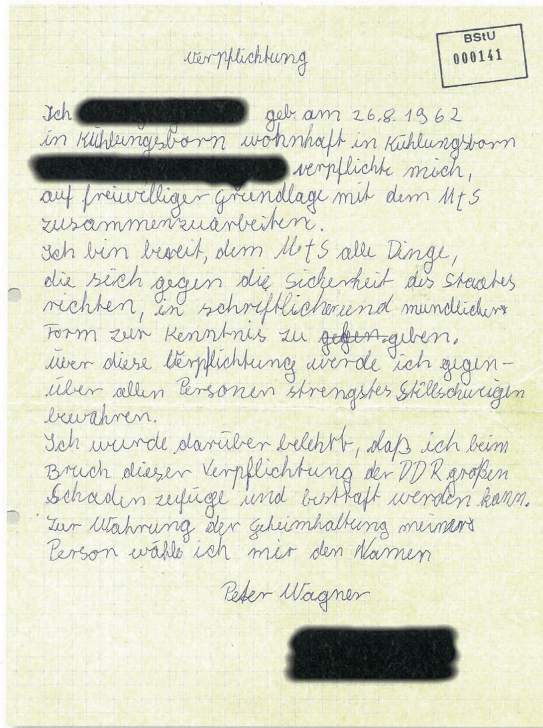 BStU
000141
Verpflichtung
Ich geb. am 26.8.1962
in Kühlungsborn wohnhaft in Kühlungsborn
verpflichte mich,
auf freiwilliger Grundlage mit dem MfS
zusammenzuarbeiten.
Ich bin bereit, dem MfS alle Dinge,
die sich gegen die Sicherheit des Staates
richten, in schriftlicher und mündlicher
Form zur Kenntnis zu gegen geben.
Über diese Verpflichtung werde ich gegen-
über allen Personen strengstes Stillschweigen
bewahren.
Ich wurde darüber belehrt, daß ich beim
Bruch dieser Verpflichtung der DDR großen
Schaden zufüge und bestraft werden kann.
Zur Wahrung der Geheimhaltung meiner
Person wähle ich mir den Namen
Peter Wagner